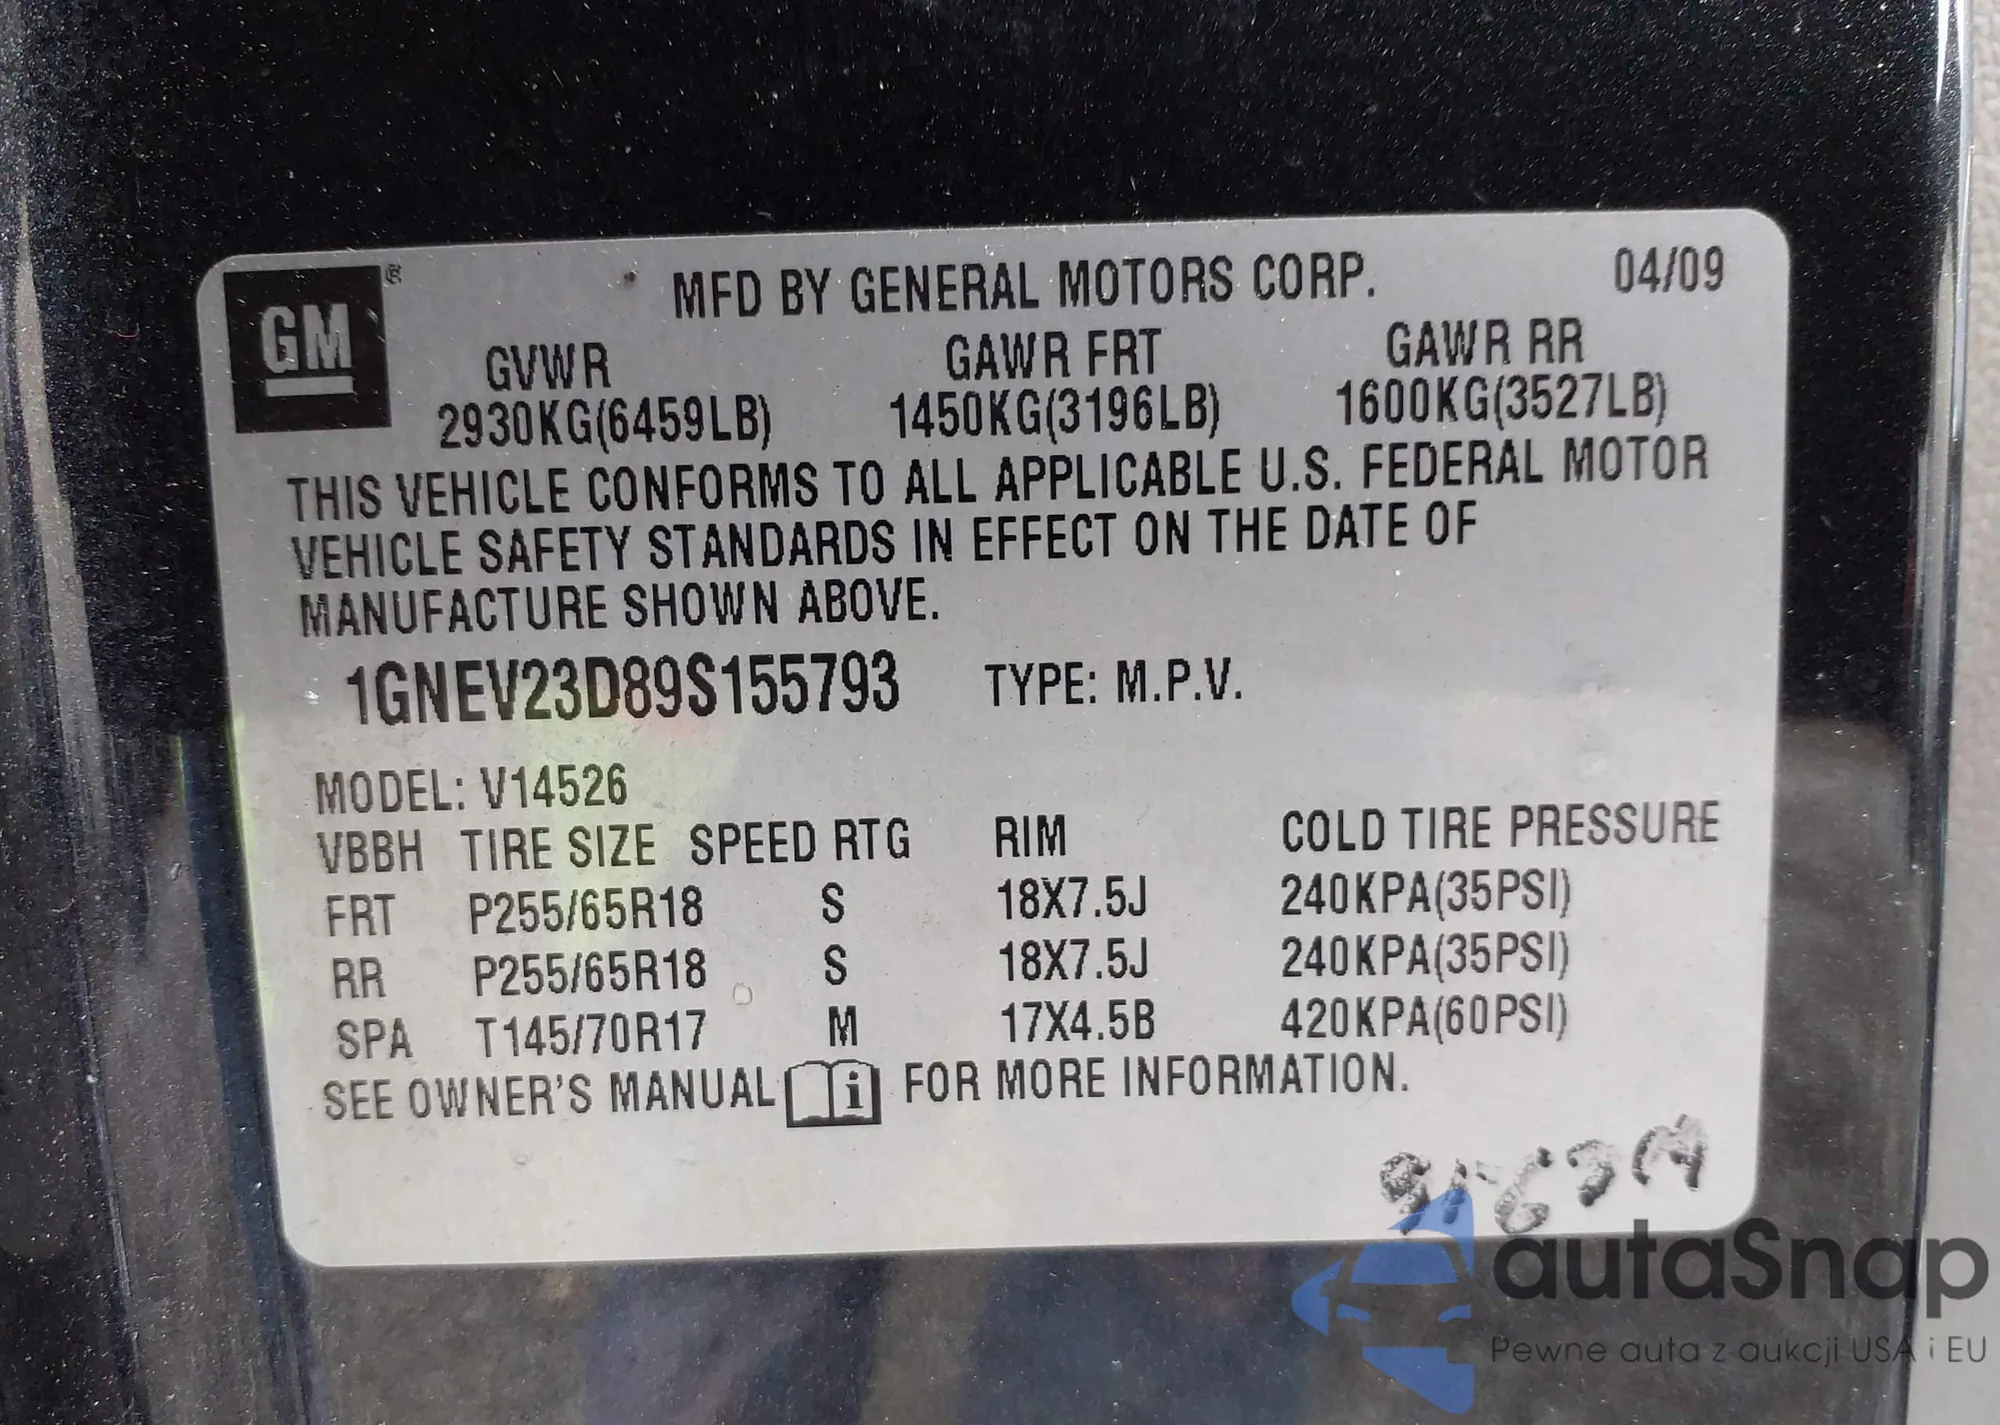 GM ®
MFD BY GENERAL MOTORS CORP. 04/09
GVWR GAWR FRT GAWR RR
2930KG(6459LB) 1450KG(3196LB) 1600KG(3527LB)
THIS VEHICLE CONFORMS TO ALL APPLICABLE U.S. FEDERAL MOTOR
VEHICLE SAFETY STANDARDS IN EFFECT ON THE DATE OF
MANUFACTURE SHOWN ABOVE.
1GNEV23D89S155793 TYPE: M.P.V.
MODEL: V14526
VBBH TIRE SIZE SPEED RTG RIM COLD TIRE PRESSURE
FRT P255/65R18 S 18X7.5J 240KPA(35PSI)
RR P255/65R18 S 18X7.5J 240KPA(35PSI)
SPA T145/70R17 M 17X4.5B 420KPA(60PSI)
SEE OWNER'S MANUAL i FOR MORE INFORMATION.
autaSnap
Pewne auta z aukcji USA i EU